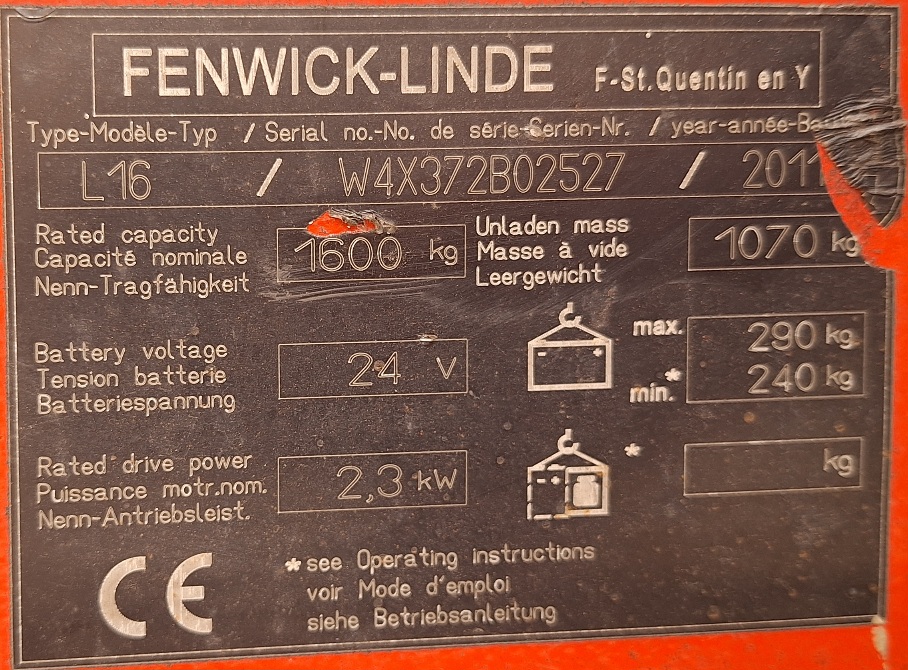 FENWICK-LINDE F-St.Quentin en Y
Type-Modèle-Typ / Serial no.-No. de série-Serien-Nr. / year-année-
L16 / W4X372B02527 / 2011
Rated capacity
Capacité nominale
Nenn-Tragfähigkeit
1600 kg
Unladen mass
Masse à vide
Leergewicht
1070 kg
Battery voltage
Tension batterie
Batteriespannung
24 V
max. 290 kg
min.* 240 kg
Rated drive power
Puissance motr.nom.
Nenn-Antriebsleist.
2,3 kW
* kg
CE
*see Operating instructions
voir Mode d'emploi
siehe Betriebsanleitung